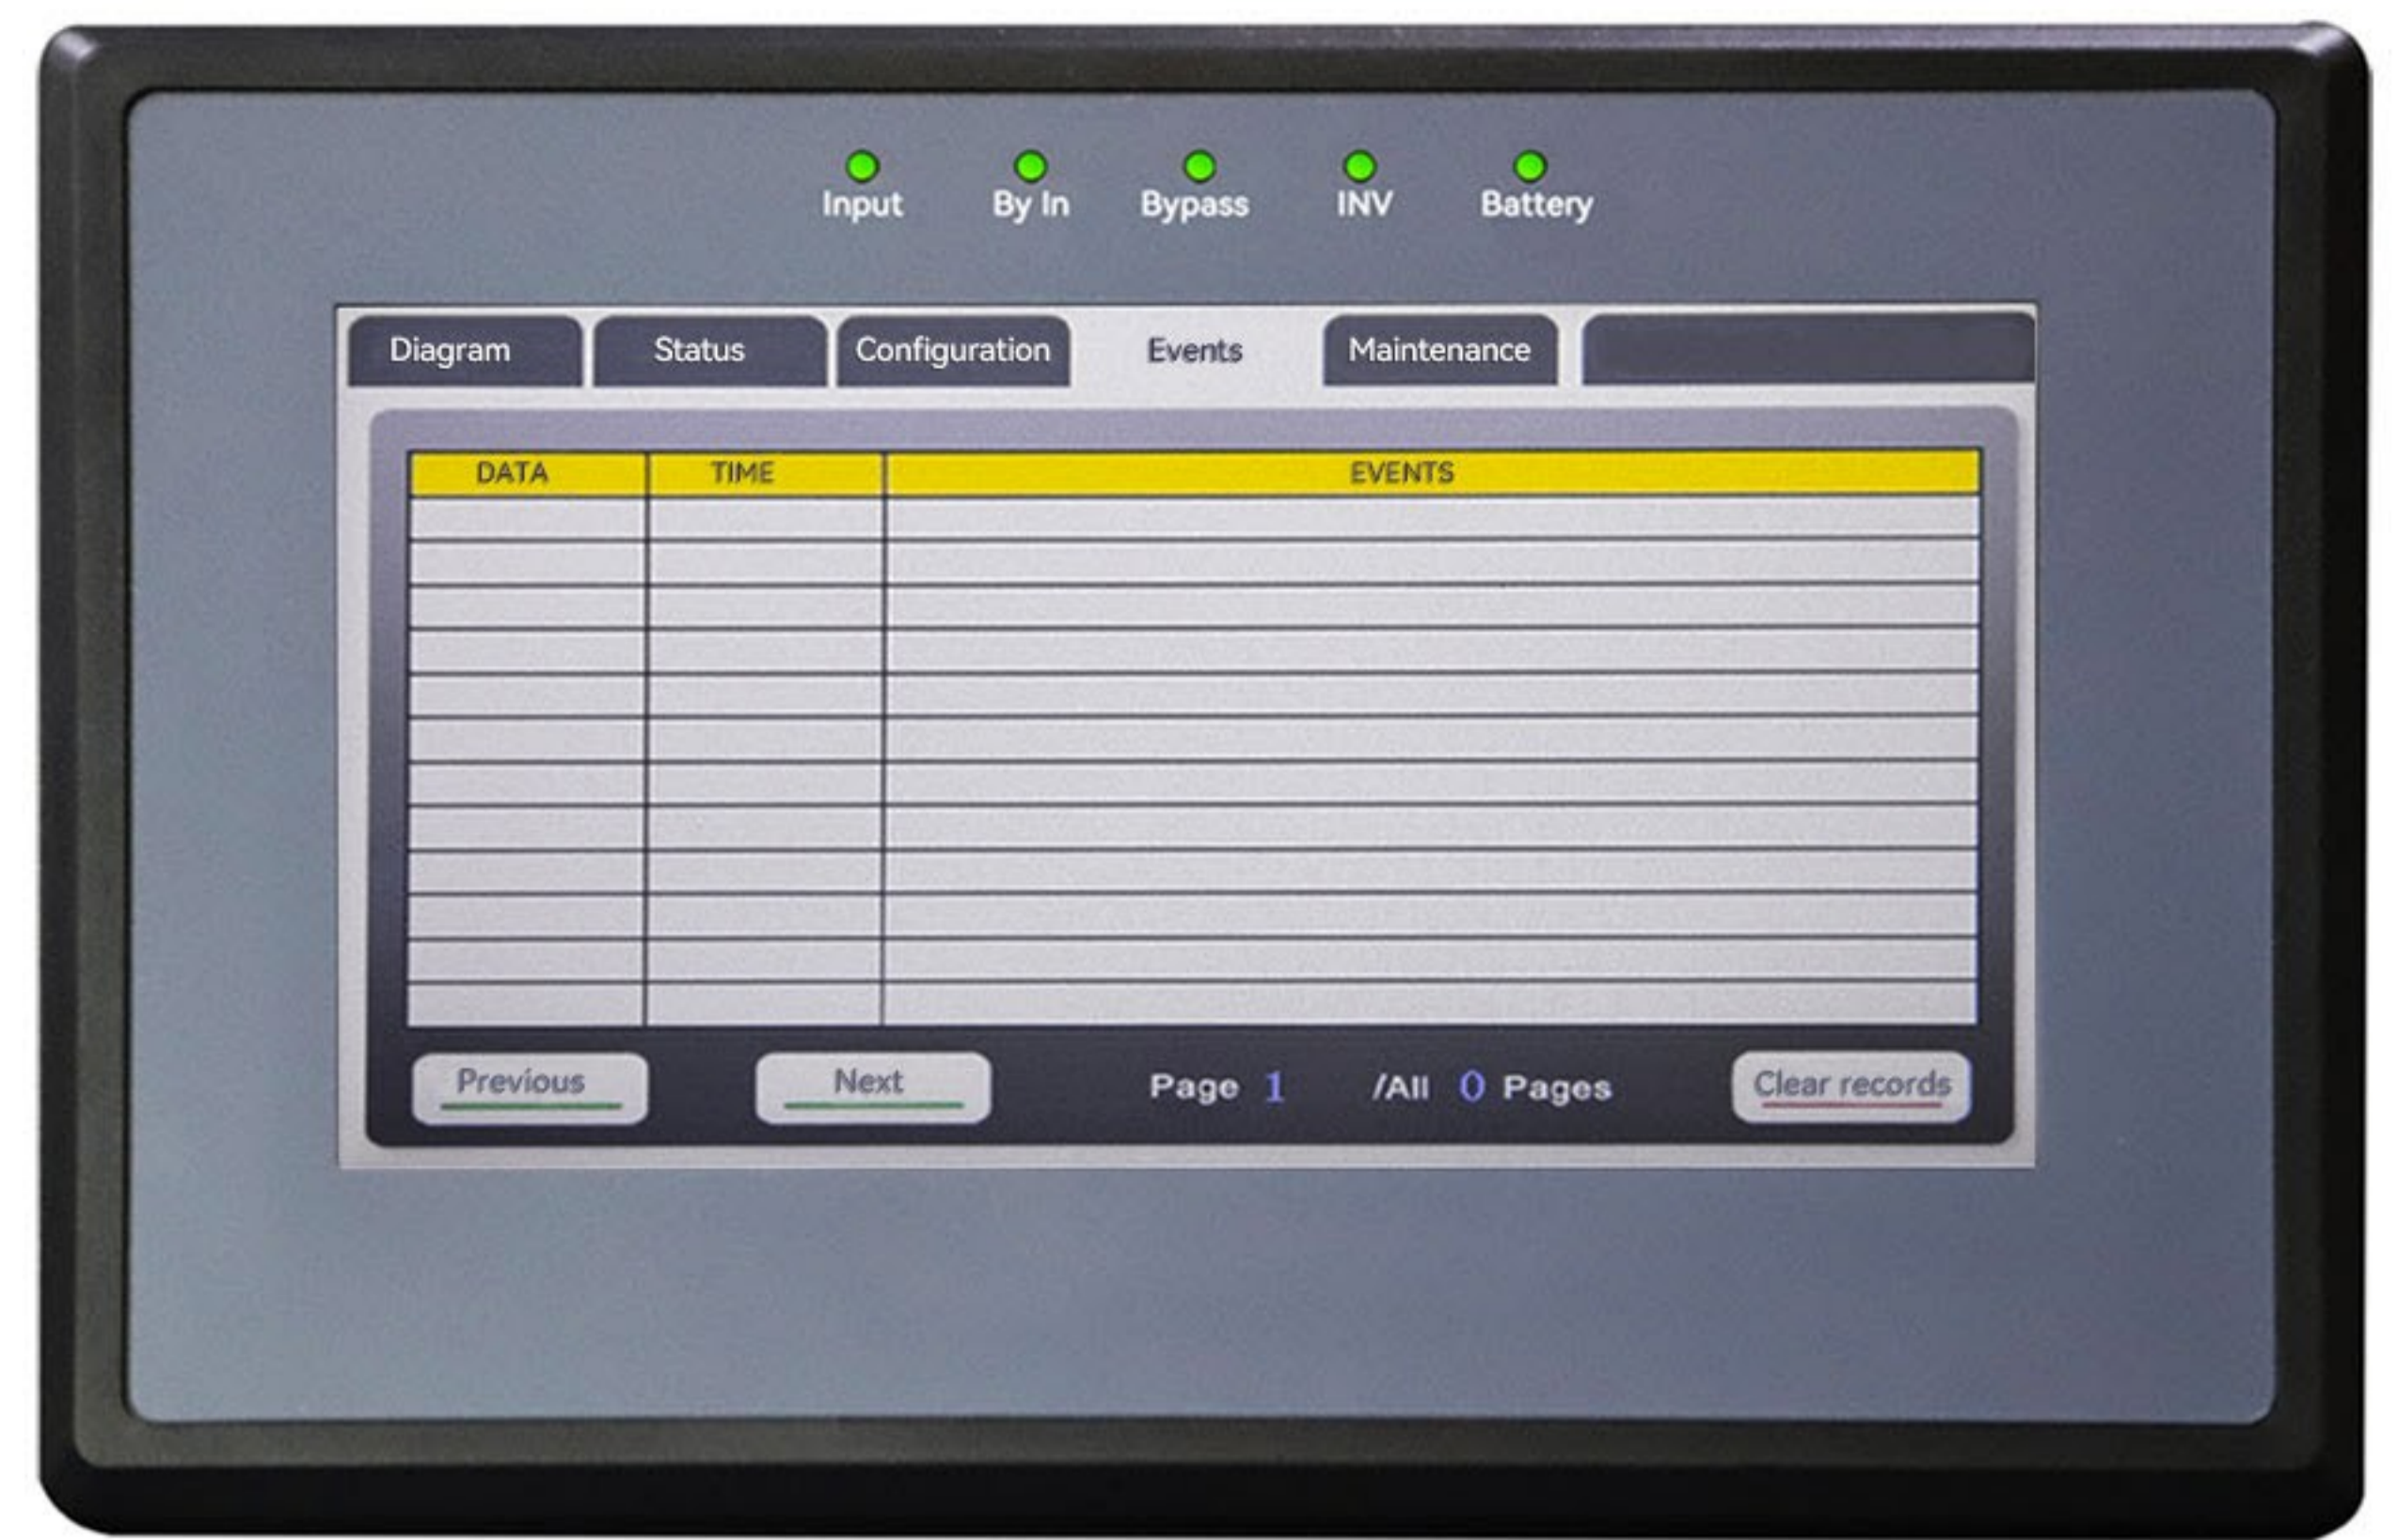 Input By In Bypass INV Battery
Diagram Status Configuration Events Maintenance
DATA TIME EVENTS
Previous Next Page 1 /All 0 Pages Clear records